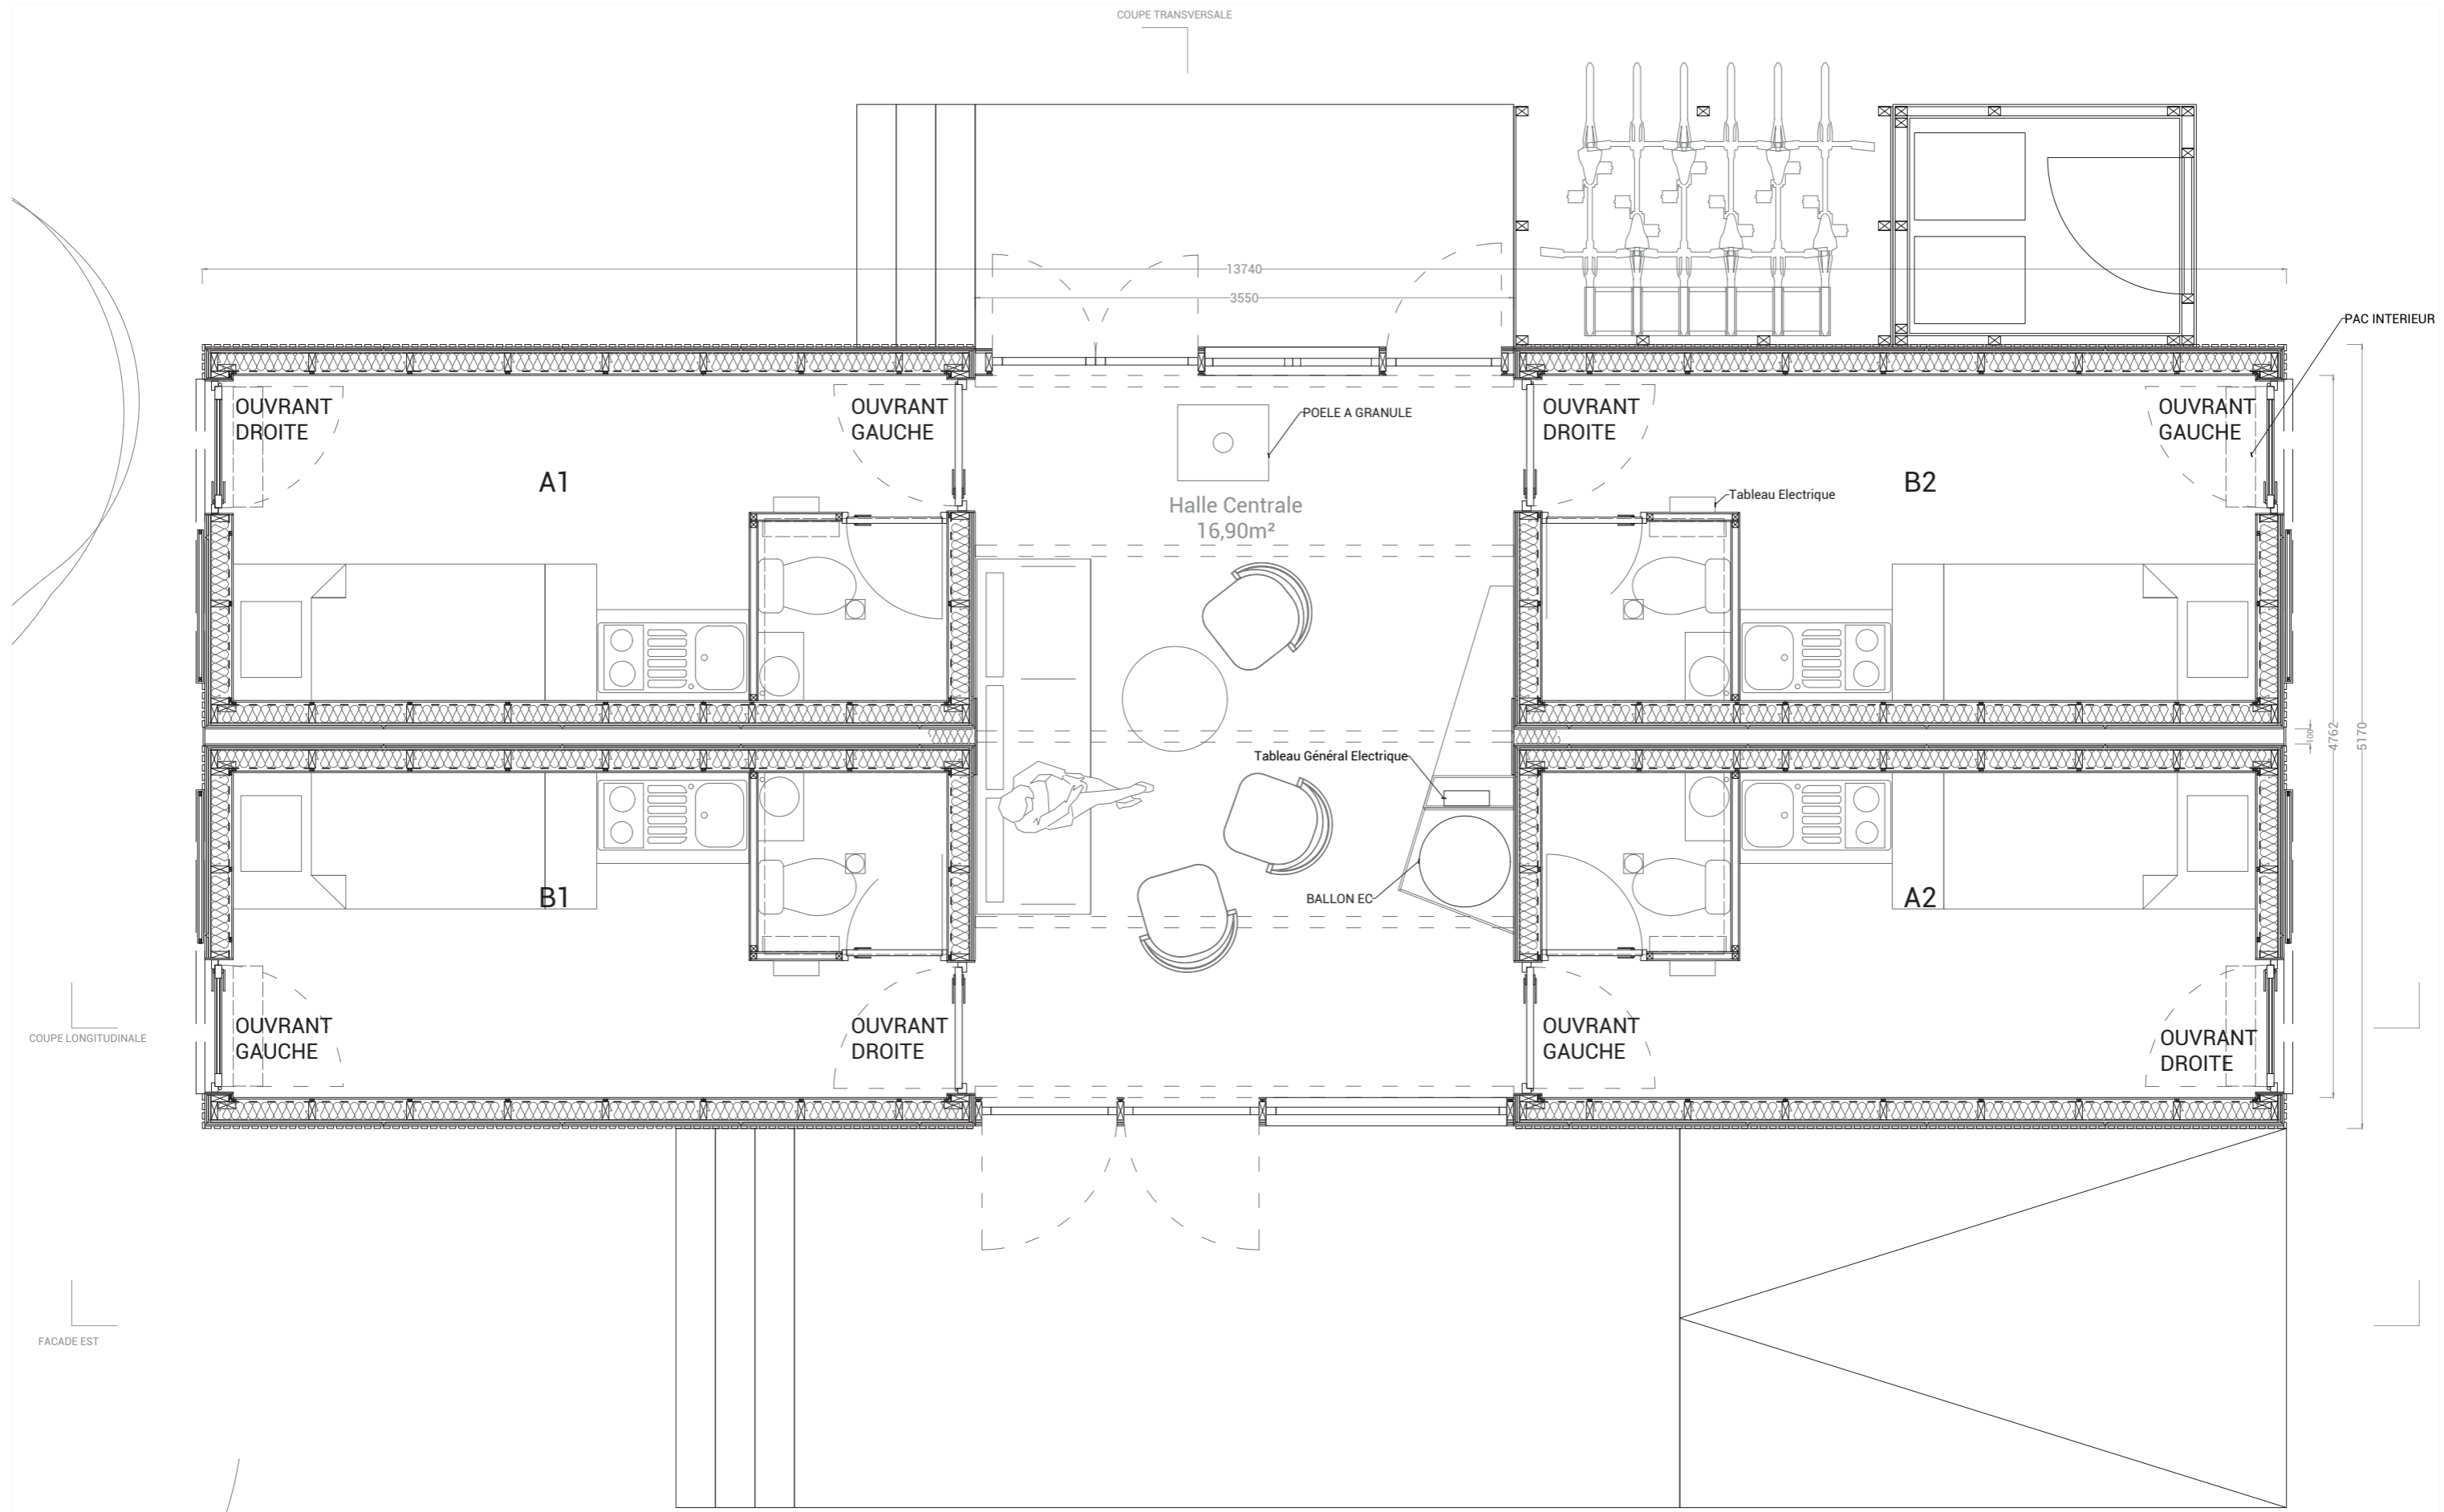 COUPE TRANSVERSALE
13740
3550
PAC INTERIEUR
OUVRANT
DROITE
OUVRANT
GAUCHE
POELE A GRANULE
OUVRANT
DROITE
OUVRANT
GAUCHE
A1
Halle Centrale
16,90m²
Tableau Electrique
B2
100
4762
5170
Tableau Général Electrique
BALLON EC
B1
A2
OUVRANT
GAUCHE
OUVRANT
DROITE
OUVRANT
GAUCHE
OUVRANT
DROITE
COUPE LONGITUDINALE
FACADE EST